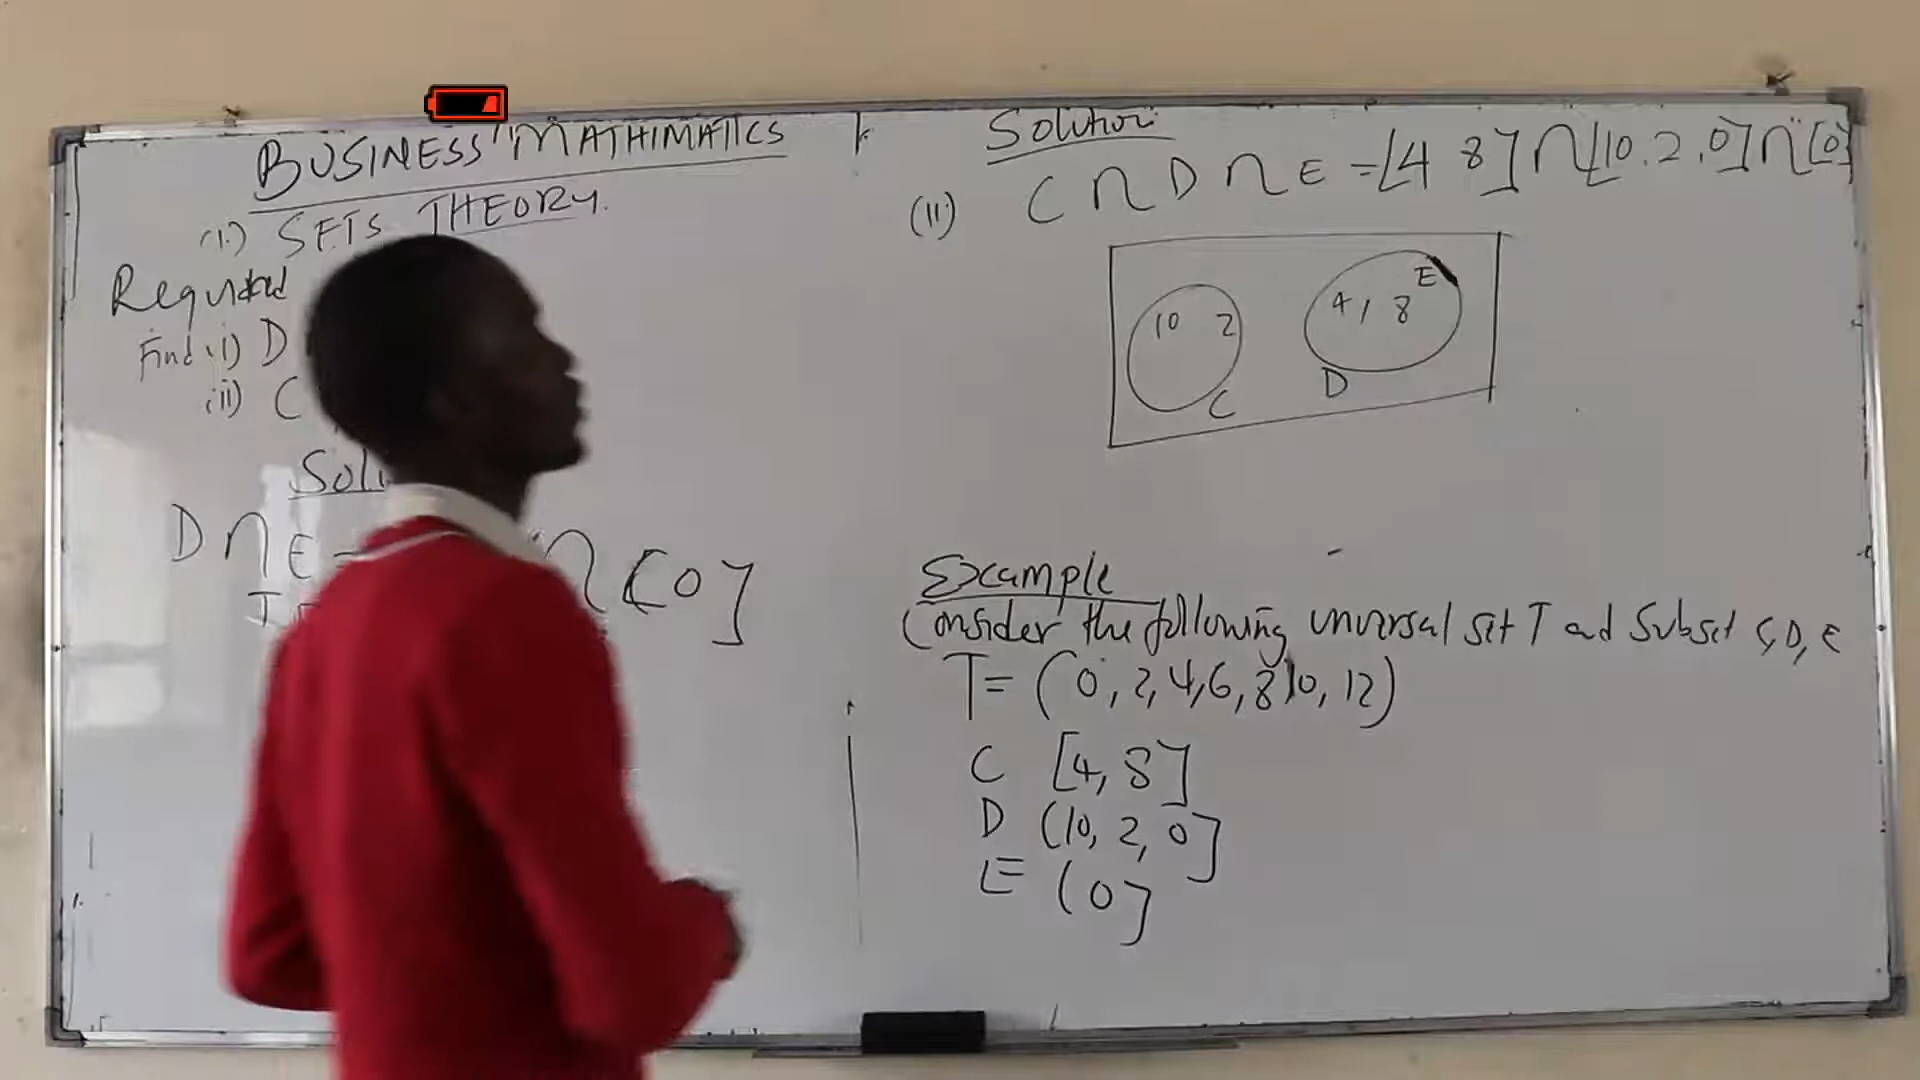 BUSINESS MATHIMATICS
(1.) SETS THEORY.
Required
Find (i) D
(ii) C
D ∩ E =
∩ [0]
Solution
(II) C ∩ D ∩ E = [4 8] ∩ [10.2.0] ∩ [0]
E
4, 8
10 2
D
C
Example
Consider the following universal set T and Subset C, D, E
T= (0, 2, 4, 6, 8 10, 12)
C [4, 8]
D (10, 2, 0]
E (0]